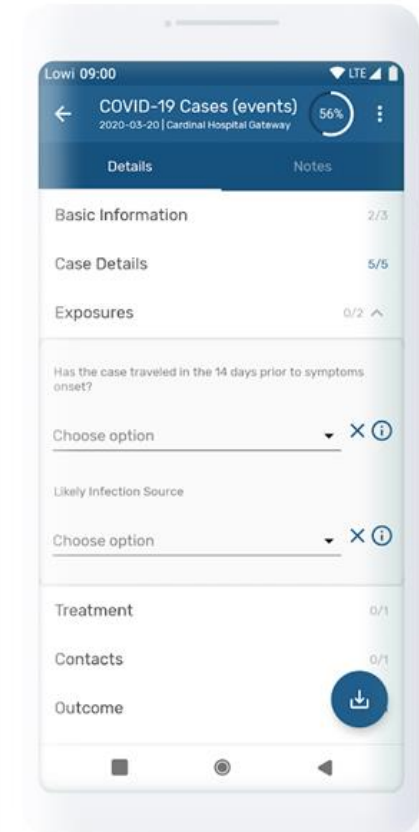 Lowi 09:00 LTE
COVID-19 Cases (events) 56%
2020-03-20 | Cardinal Hospital Gateway
Details Notes
Basic Information 2/3
Case Details 5/5
Exposures 0/2
Has the case traveled in the 14 days prior to symptoms
onset?
Choose option
Likely Infection Source
Choose option
Treatment 0/1
Contacts 0/1
Outcome